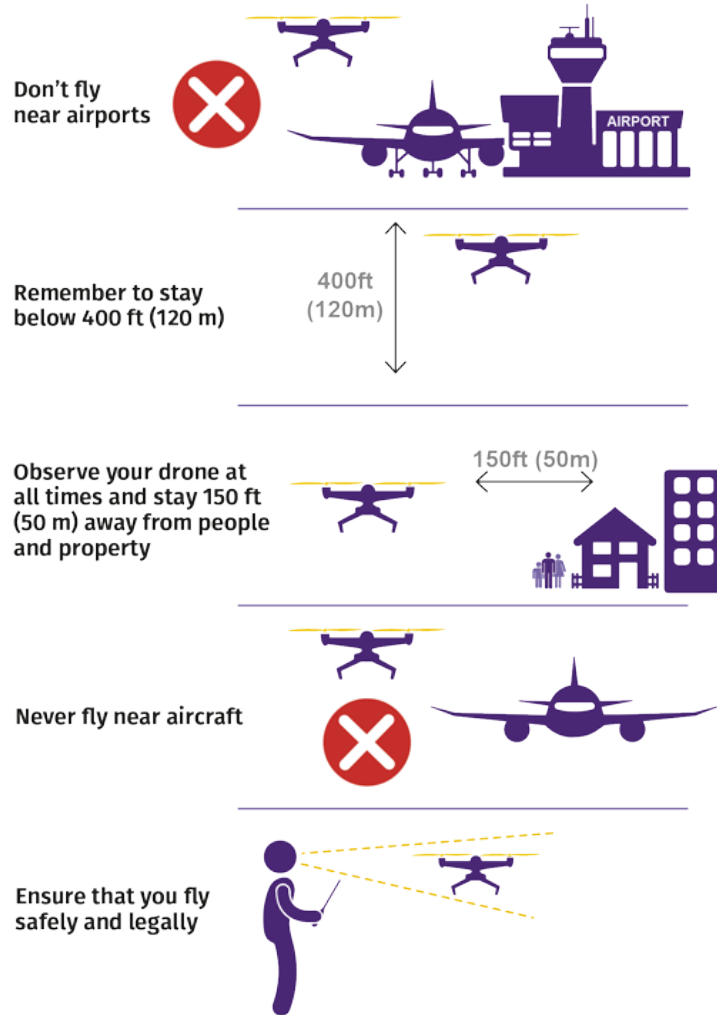 Don't fly
near airports
AIRPORT
400ft
(120m)
Remember to stay
below 400 ft (120 m)
150ft (50m)
Observe your drone at
all times and stay 150 ft
(50 m) away from people
and property
Never fly near aircraft
Ensure that you fly
safely and legally